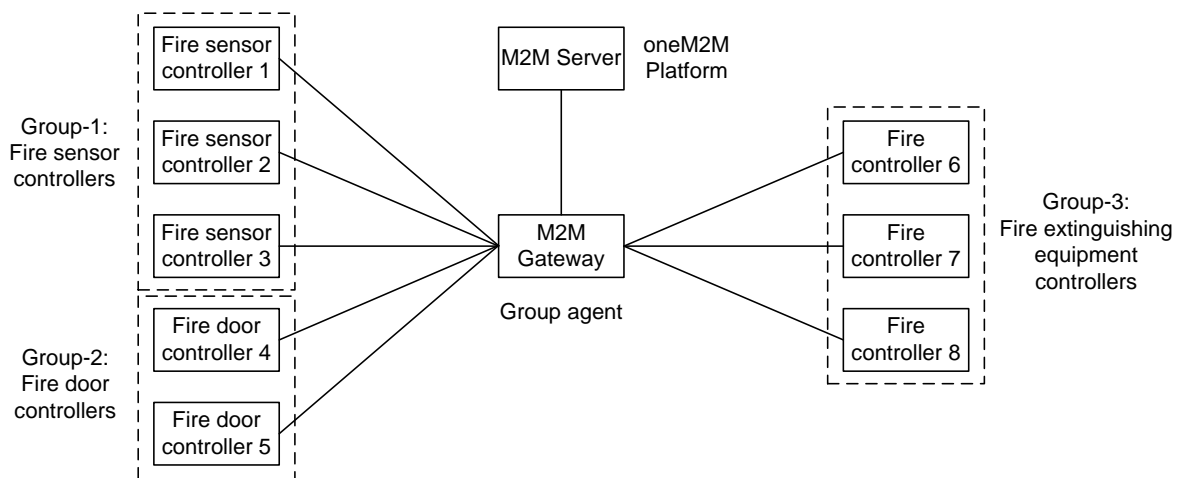 Group-1:
Fire sensor
controllers
Fire sensor
controller 1
Fire sensor
controller 2
Fire sensor
controller 3
Group-2:
Fire door
controllers
Fire door
controller 4
Fire door
controller 5
M2M Server
oneM2M
Platform
M2M
Gateway
Group agent
Fire
controller 6
Fire
controller 7
Fire
controller 8
Group-3:
Fire extinguishing
equipment
controllers